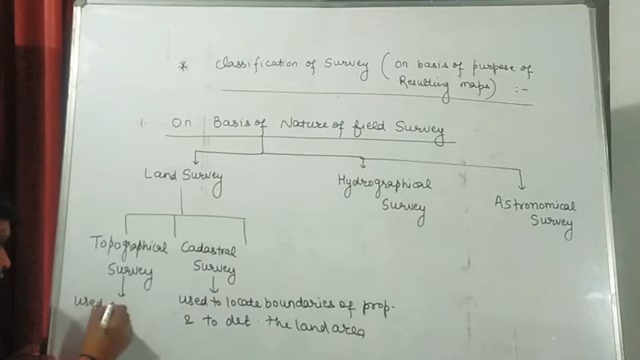 * Classification of Survey (on basis of purpose of
Resulting maps) :-
1. On Basis of Nature of field Survey
Land Survey
Hydrographical
Survey
Astronomical
Survey
Topographical
Survey
Cadastral
Survey
used
used to locate boundaries of prop.
& to det. the land area